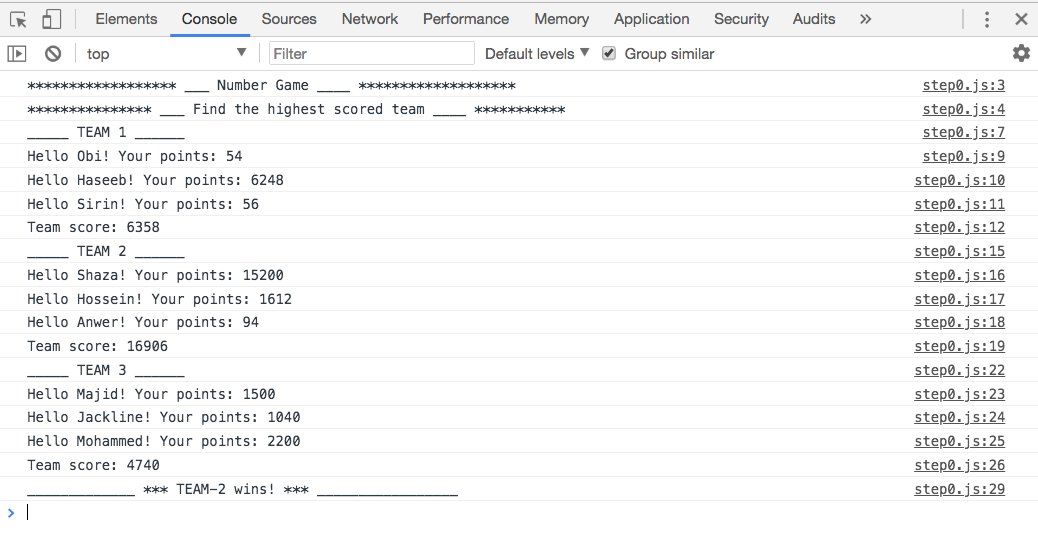 Elements Console Sources Network Performance Memory Application Security Audits »
top ▼ Filter Default levels ▼ Group similar
****************** ___ Number Game ____ ******************* step0.js:3
*************** ___ Find the highest scored team ____ *********** step0.js:4
_____ TEAM 1 ______ step0.js:7
Hello Obi! Your points: 54 step0.js:9
Hello Haseeb! Your points: 6248 step0.js:10
Hello Sirin! Your points: 56 step0.js:11
Team score: 6358 step0.js:12
_____ TEAM 2 ______ step0.js:15
Hello Shaza! Your points: 15200 step0.js:16
Hello Hossein! Your points: 1612 step0.js:17
Hello Anwer! Your points: 94 step0.js:18
Team score: 16906 step0.js:19
_____ TEAM 3 ______ step0.js:22
Hello Majid! Your points: 1500 step0.js:23
Hello Jackline! Your points: 1040 step0.js:24
Hello Mohammed! Your points: 2200 step0.js:25
Team score: 4740 step0.js:26
_____________ *** TEAM-2 wins! *** _________________ step0.js:29